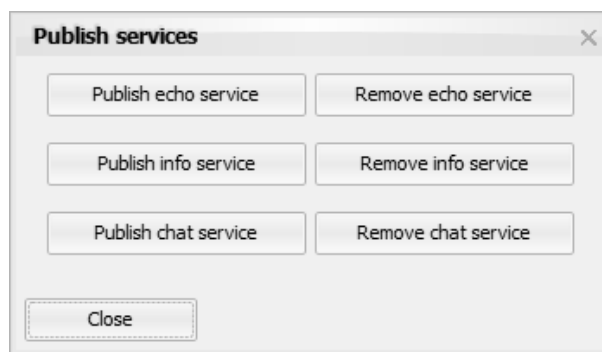 Publish services
Publish echo service Remove echo service
Publish info service Remove info service
Publish chat service Remove chat service
Close